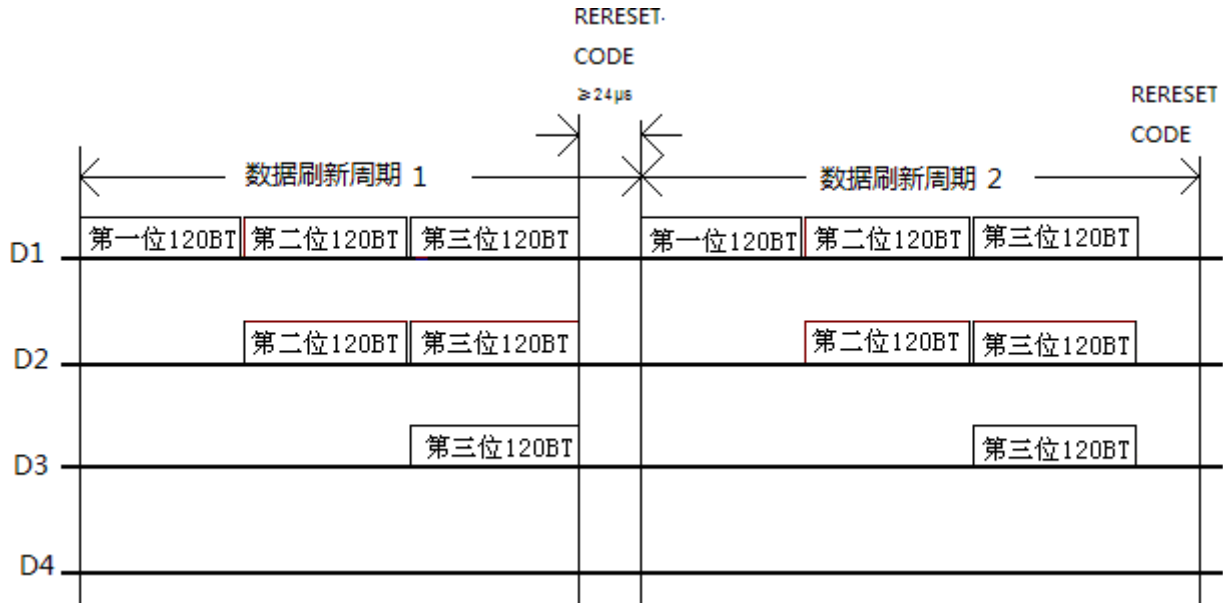 RERESET.
CODE
≥24μs
RERESET
CODE
数据刷新周期 1
数据刷新周期 2
D1
第一位120BT
第二位120BT
第三位120BT
第一位120BT
第二位120BT
第三位120BT
D2
第二位120BT
第三位120BT
第二位120BT
第三位120BT
D3
第三位120BT
第三位120BT
D4